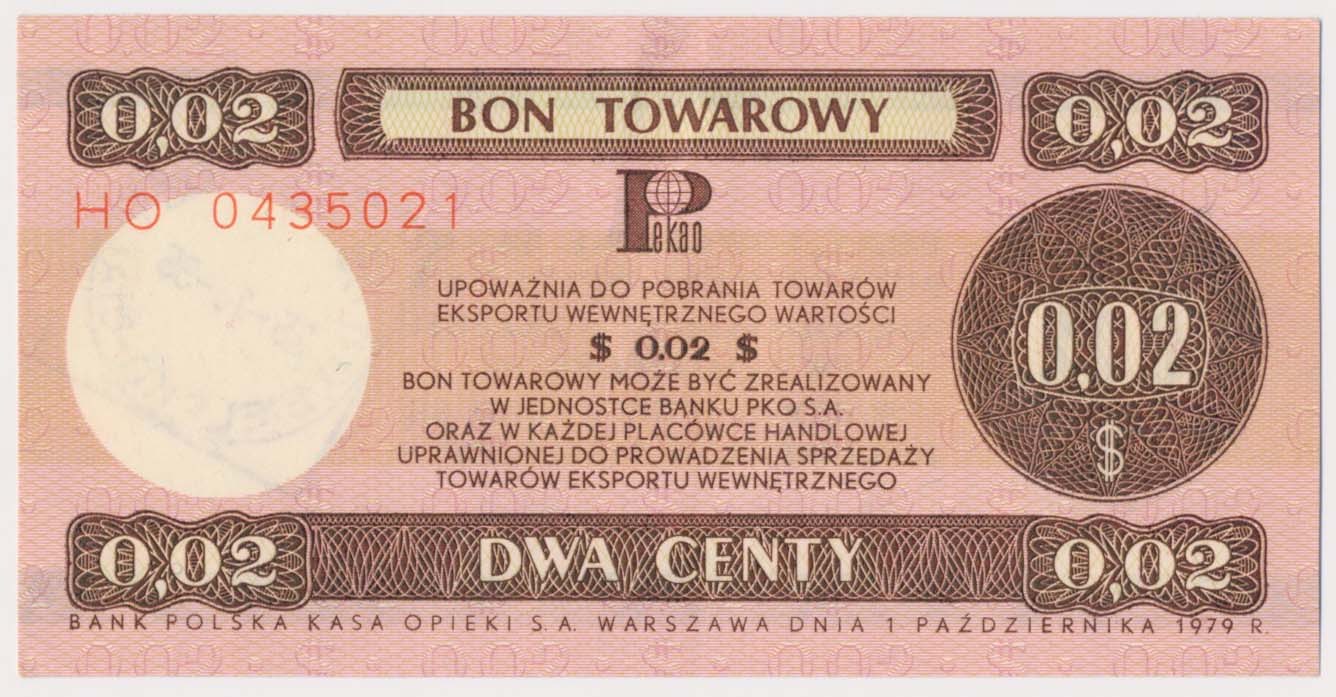 0,02 BON TOWAROWY 0,02
HO 0435021
Pekao
UPOWAŻNIA DO POBRANIA TOWARÓW
EKSPORTU WEWNĘTRZNEGO WARTOŚCI
$ 0.02 $
BON TOWAROWY MOŻE BYĆ ZREALIZOWANY
W JEDNOSTCE BANKU PKO S.A.
ORAZ W KAŻDEJ PLACÓWCE HANDLOWEJ
UPRAWNIONEJ DO PROWADZENIA SPRZEDAŻY
TOWARÓW EKSPORTU WEWNĘTRZNEGO
0,02
$
0,02 DWA CENTY 0,02
BANK POLSKA KASA OPIEKI S.A. WARSZAWA DNIA 1 PAŹDZIERNIKA 1979 R.